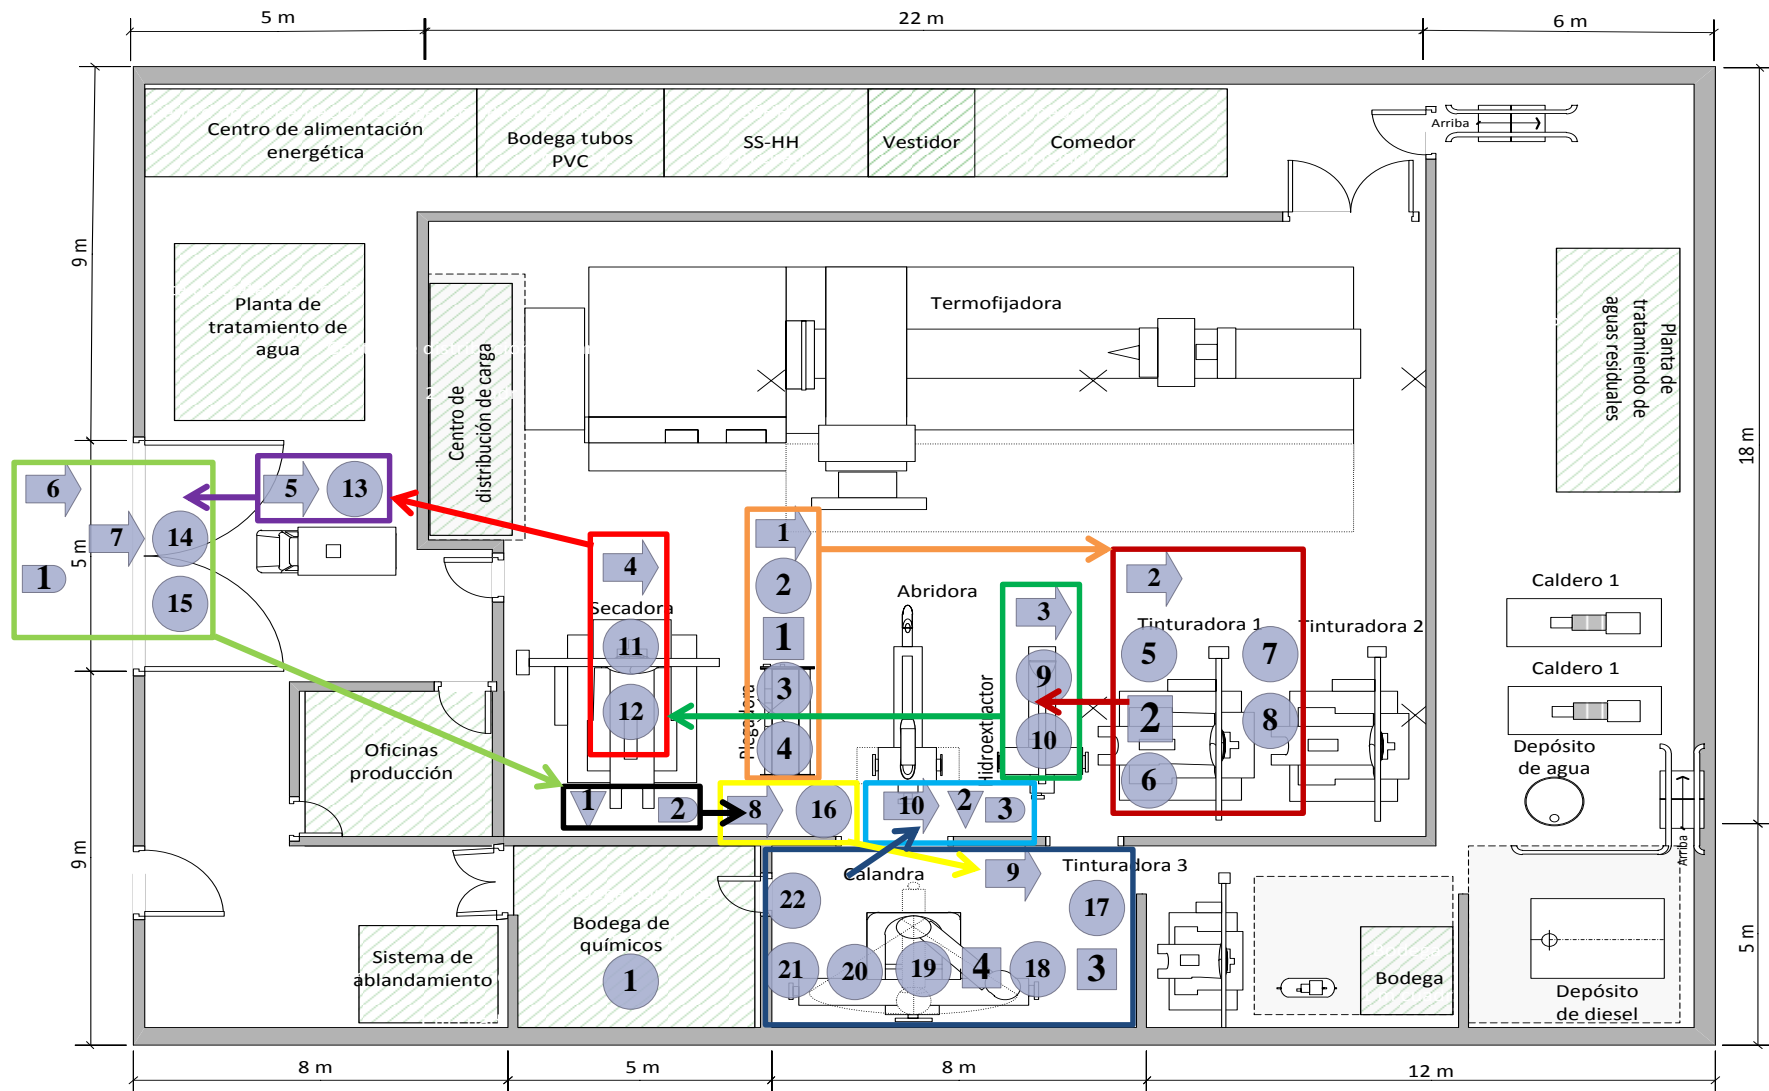 5 m
22 m
6 m
Centro de alimentación
energética
Bodega tubos
PVC
SS-HH
Vestidor
Comedor
Arriba
9 m
Planta de
tratamiento de
agua
Centro de
distribución de carga
Termofijadora
Planta de
tratamiendo de
aguas residuales
18 m
6
5
13
7
14
1
15
5 m
4
Secadora
11
12
1
2
1
3
4
Plegadora
Abridora
Hidroextractor
3
9
10
2
Tinturadora 1
Tinturadora 2
5
7
2
8
6
Caldero 1
Caldero 1
Depósito
de agua
Arriba
Oficinas
producción
1
2
8
16
10
2
3
9 m
Calandra
9
Tinturadora 3
22
17
21
20
19
4
18
3
Bodega de
químicos
1
Sistema de
ablandamiento
Bodega
Depósito
de diesel
5 m
8 m
5 m
8 m
12 m